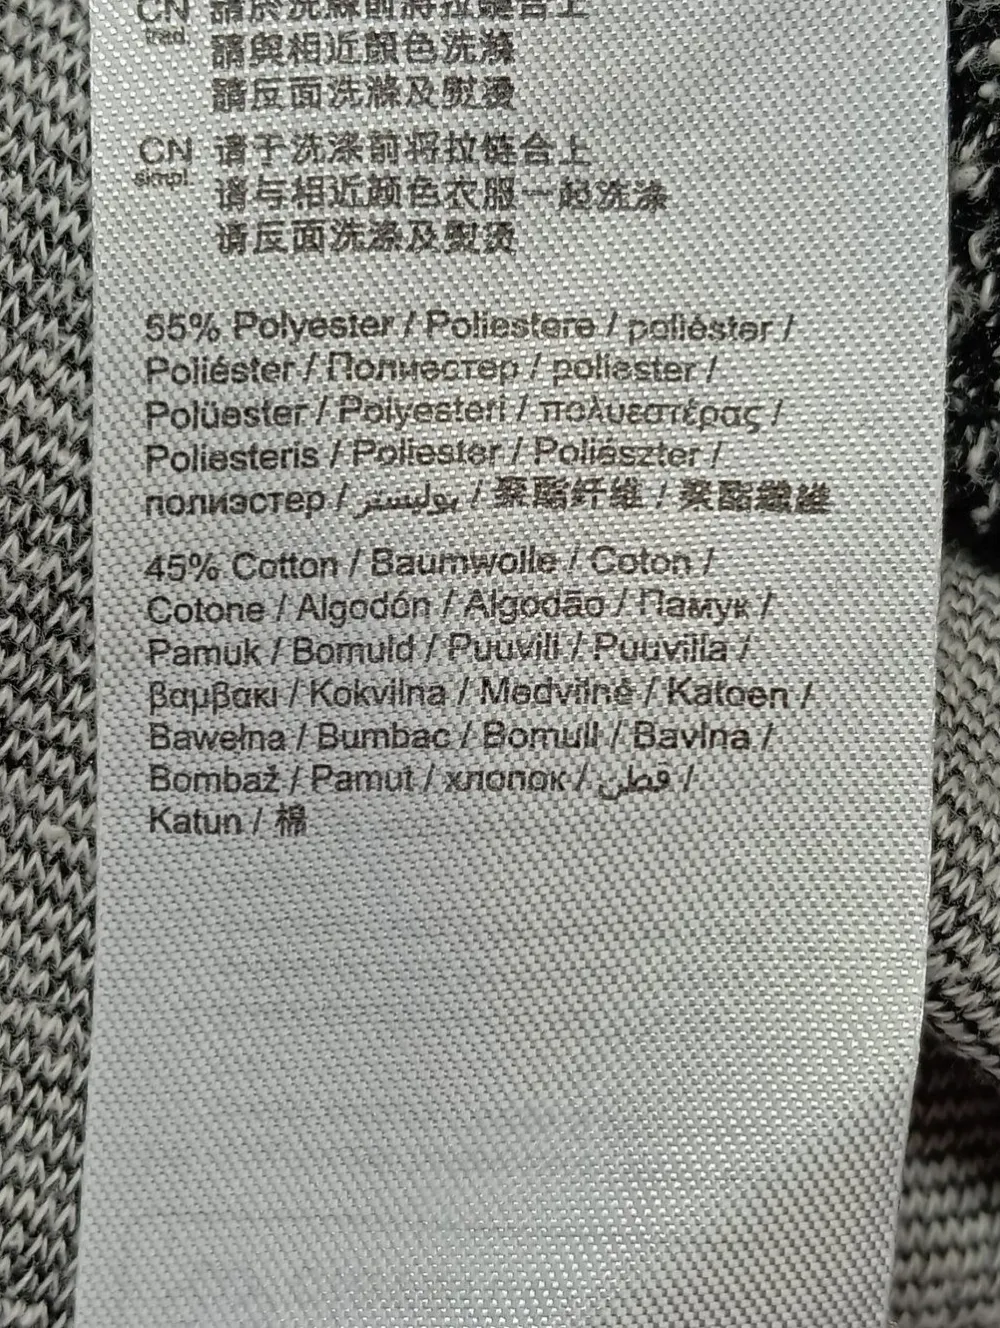 CN 請於洗滌前將拉鏈合上
trad.
請與相近顏色洗滌
請反面洗滌及熨燙
CN 请于洗涤前将拉链合上
simpl.
请与相近颜色衣服一起洗涤
请反面洗涤及熨烫
55% Polyester / Poliestere / poliéster /
Poliéster / Полиестер / poliester /
Polüester / Polyesteri / πολυεστέρας /
Poliesteris / Poliester / Poliészter /
полиэстер / بوليستر / 聚酯纤维 / 聚酯纖維
45% Cotton / Baumwolle / Coton /
Cotone / Algodón / Algodão / Памук /
Pamuk / Bomuld / Puuvill / Puuvilla /
βαμβακι / Kokvilna / Medvilnė / Katoen /
Bawełna / Bumbac / Bomull / Bavlna /
Bombaž / Pamut / хлопок / قطن /
Katun / 棉